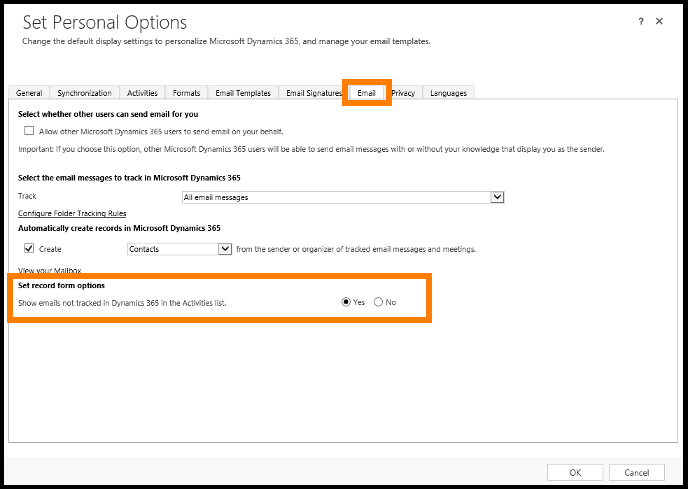 Set Personal Options
? ×
Change the default display settings to personalize Microsoft Dynamics 365, and manage your email templates.
General Synchronization Activities Formats Email Templates Email Signatures Email Privacy Languages
Select whether other users can send email for you
Allow other Microsoft Dynamics 365 users to send email on your behalf.
Important: If you choose this option, other Microsoft Dynamics 365 users will be able to send email messages with or without your knowledge that display you as the sender.
Select the email messages to track in Microsoft Dynamics 365
Track All email messages
Configure Folder Tracking Rules
Automatically create records in Microsoft Dynamics 365
Create Contacts from the sender or organizer of tracked email messages and meetings.
View your Mailbox
Set record form options
Show emails not tracked in Dynamics 365 in the Activities list. Yes No
OK Cancel